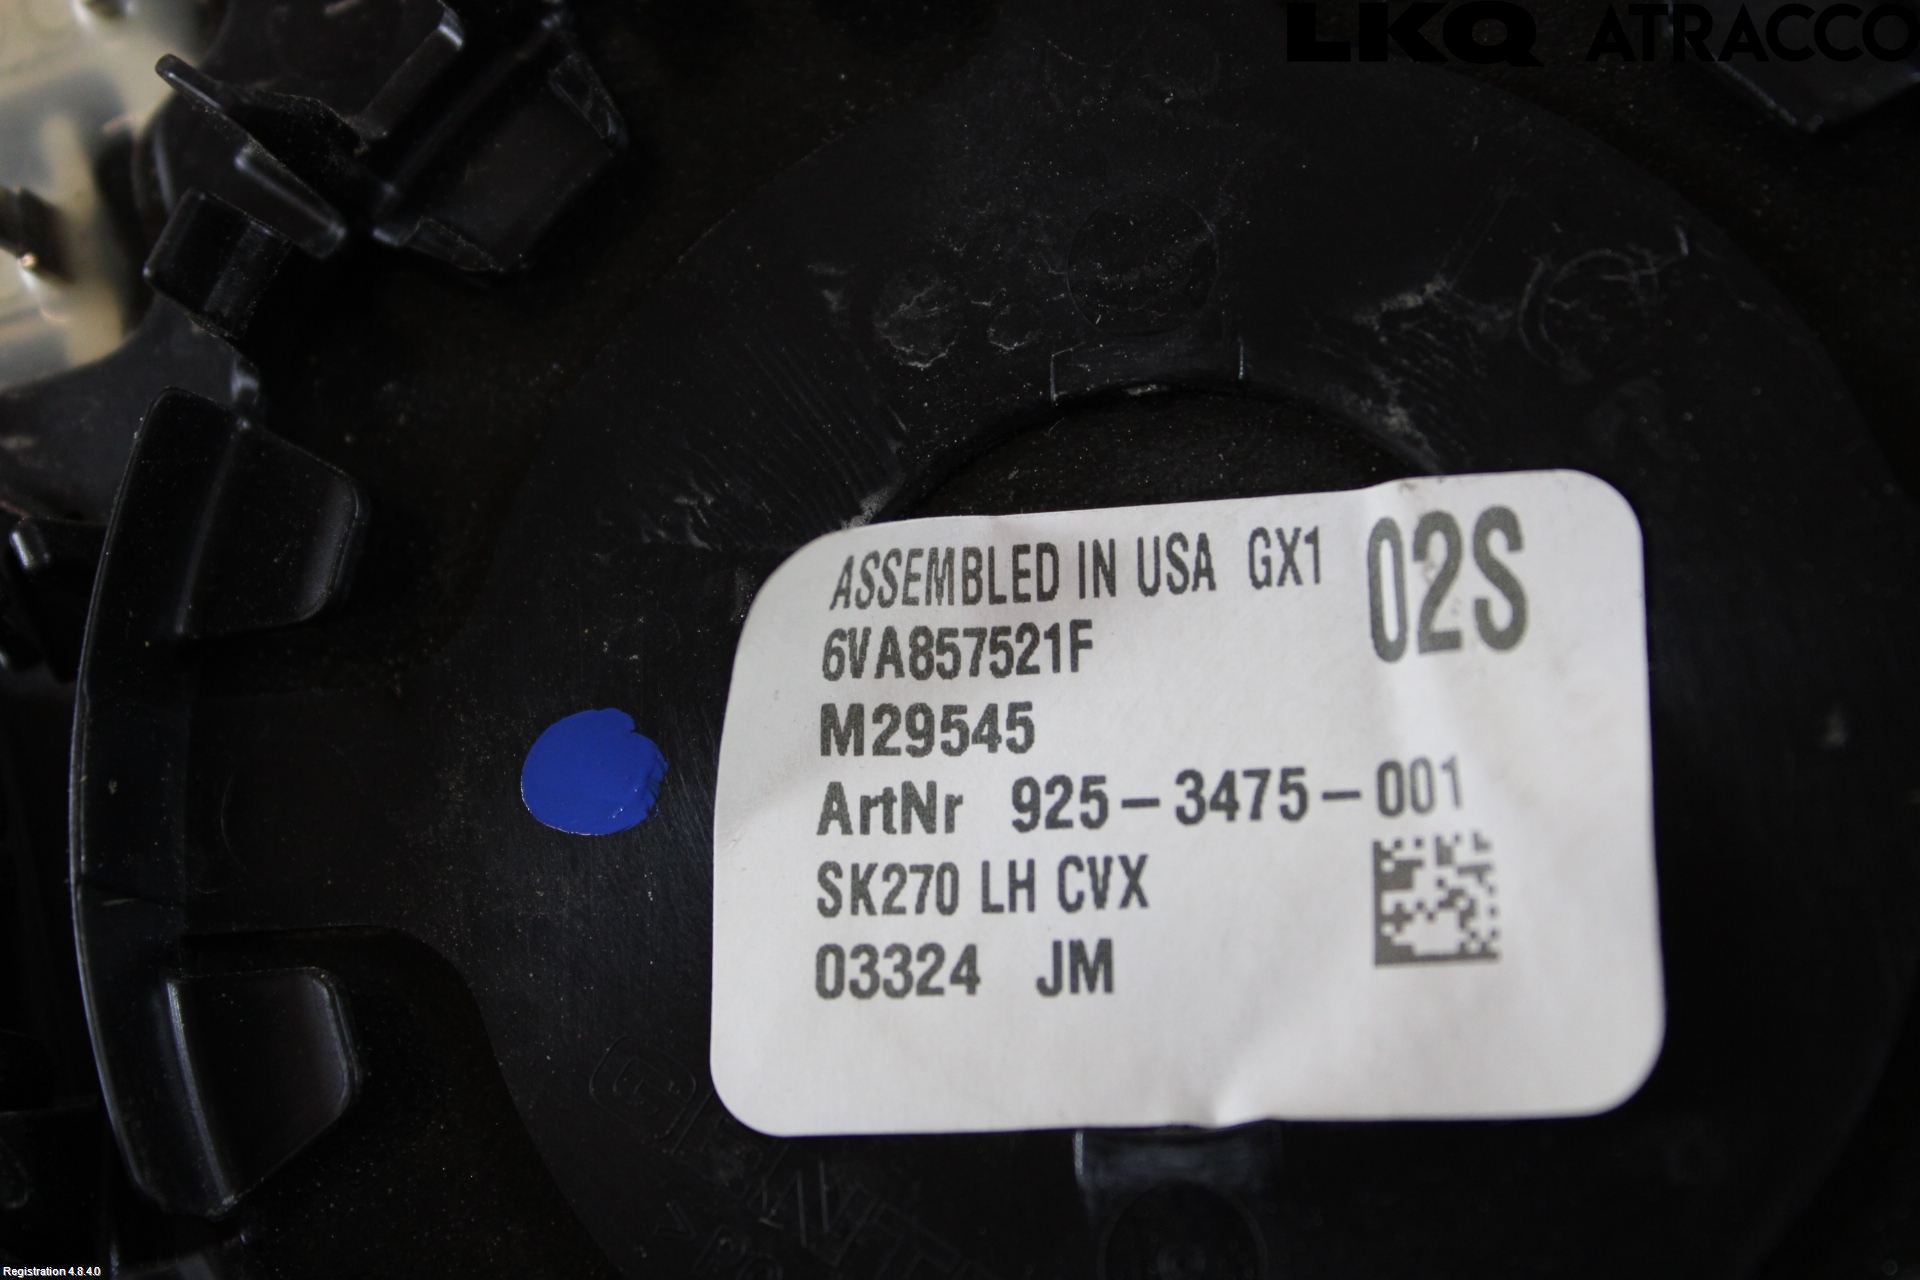 LKQ ATRACCO
ASSEMBLED IN USA GX1 02S
6VA857521F
M29545
ArtNr 925-3475-001
SK270 LH CVX
03324 JM
Registration 4.8.4.0